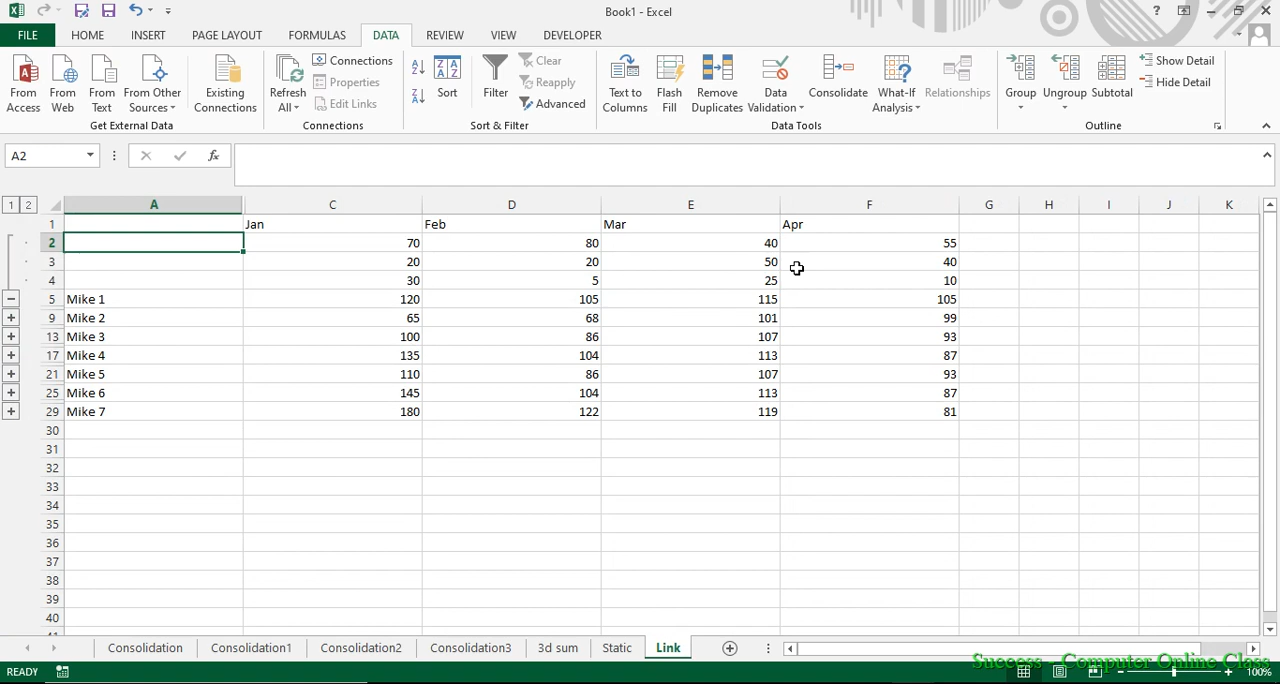 Book1 - Excel
?
FILE HOME INSERT PAGE LAYOUT FORMULAS DATA REVIEW VIEW DEVELOPER
From Access
From Web
From Text
From Other Sources
Existing Connections
Get External Data
Refresh All
Connections
Properties
Edit Links
Connections
Sort
Filter
Clear
Reapply
Advanced
Sort & Filter
Text to Columns
Flash Fill
Remove Duplicates
Data Validation
Consolidate
What-If Analysis
Relationships
Data Tools
Group
Ungroup
Subtotal
Show Detail
Hide Detail
Outline
A2 fx
1 2 A C D E F G H I J K
1 Jan Feb Mar Apr
2 70 80 40 55
3 20 20 50 40
4 30 5 25 10
5 Mike 1 120 105 115 105
9 Mike 2 65 68 101 99
13 Mike 3 100 86 107 93
17 Mike 4 135 104 113 87
21 Mike 5 110 86 107 93
25 Mike 6 145 104 113 87
29 Mike 7 180 122 119 81
30
31
32
33
34
35
36
37
38
39
40
Consolidation Consolidation1 Consolidation2 Consolidation3 3d sum Static Link
READY 100%
Success - Computer Online Class